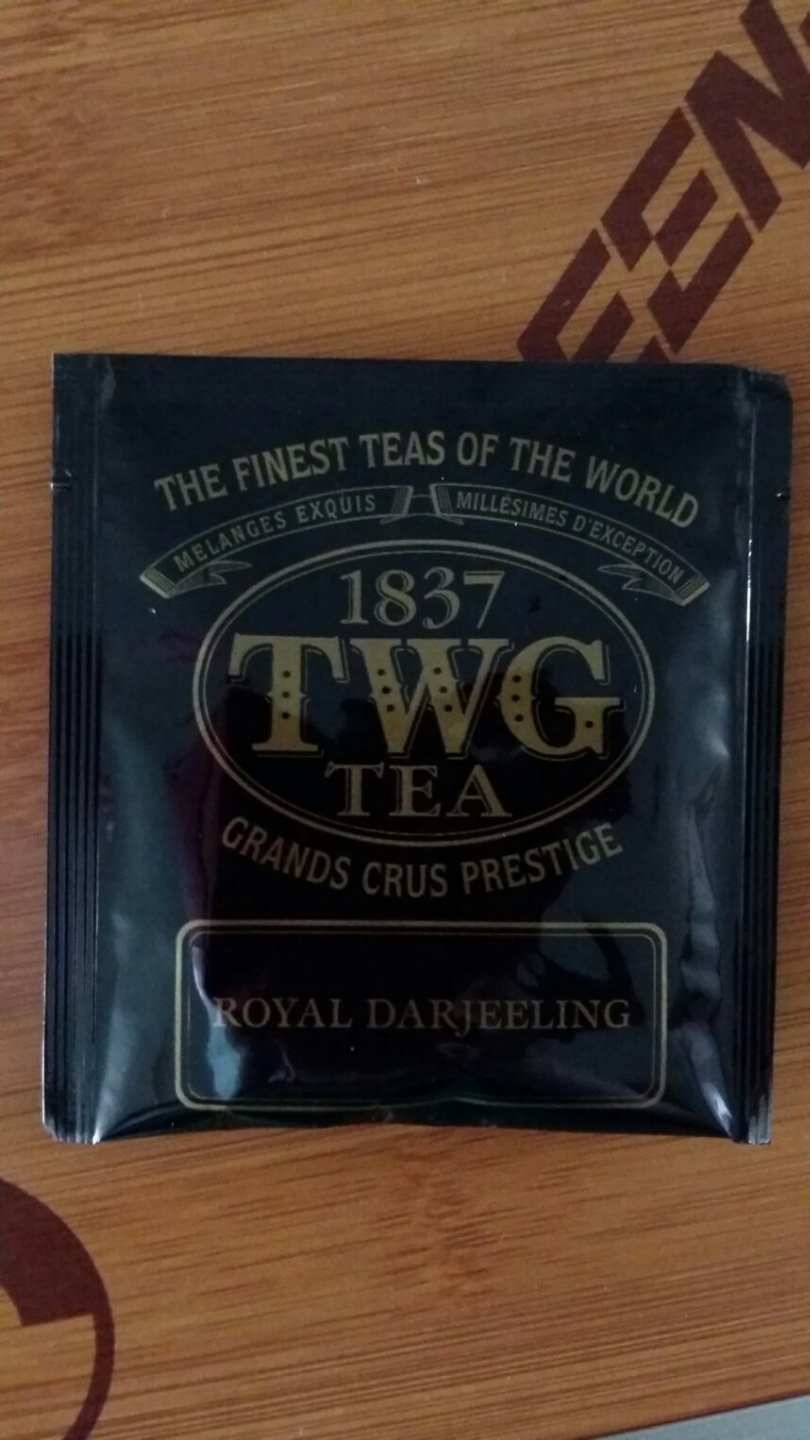 THE FINEST TEAS OF THE WORLD
MELANGES EXQUIS MILLÉSIMES D'EXCEPTION
1837
TWG
TEA
GRANDS CRUS PRESTIGE
ROYAL DARJEELING